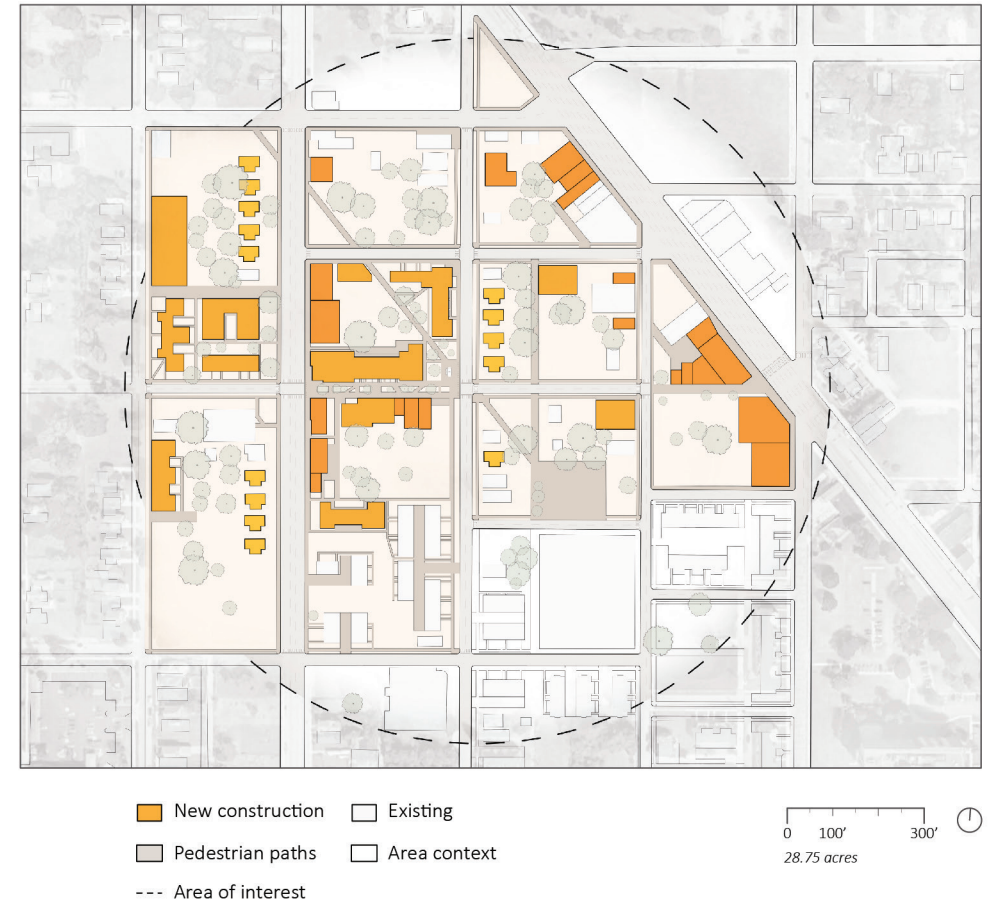 New construction
Existing
Pedestrian paths
Area context
Area of interest
0 100' 300'
28.75 acres